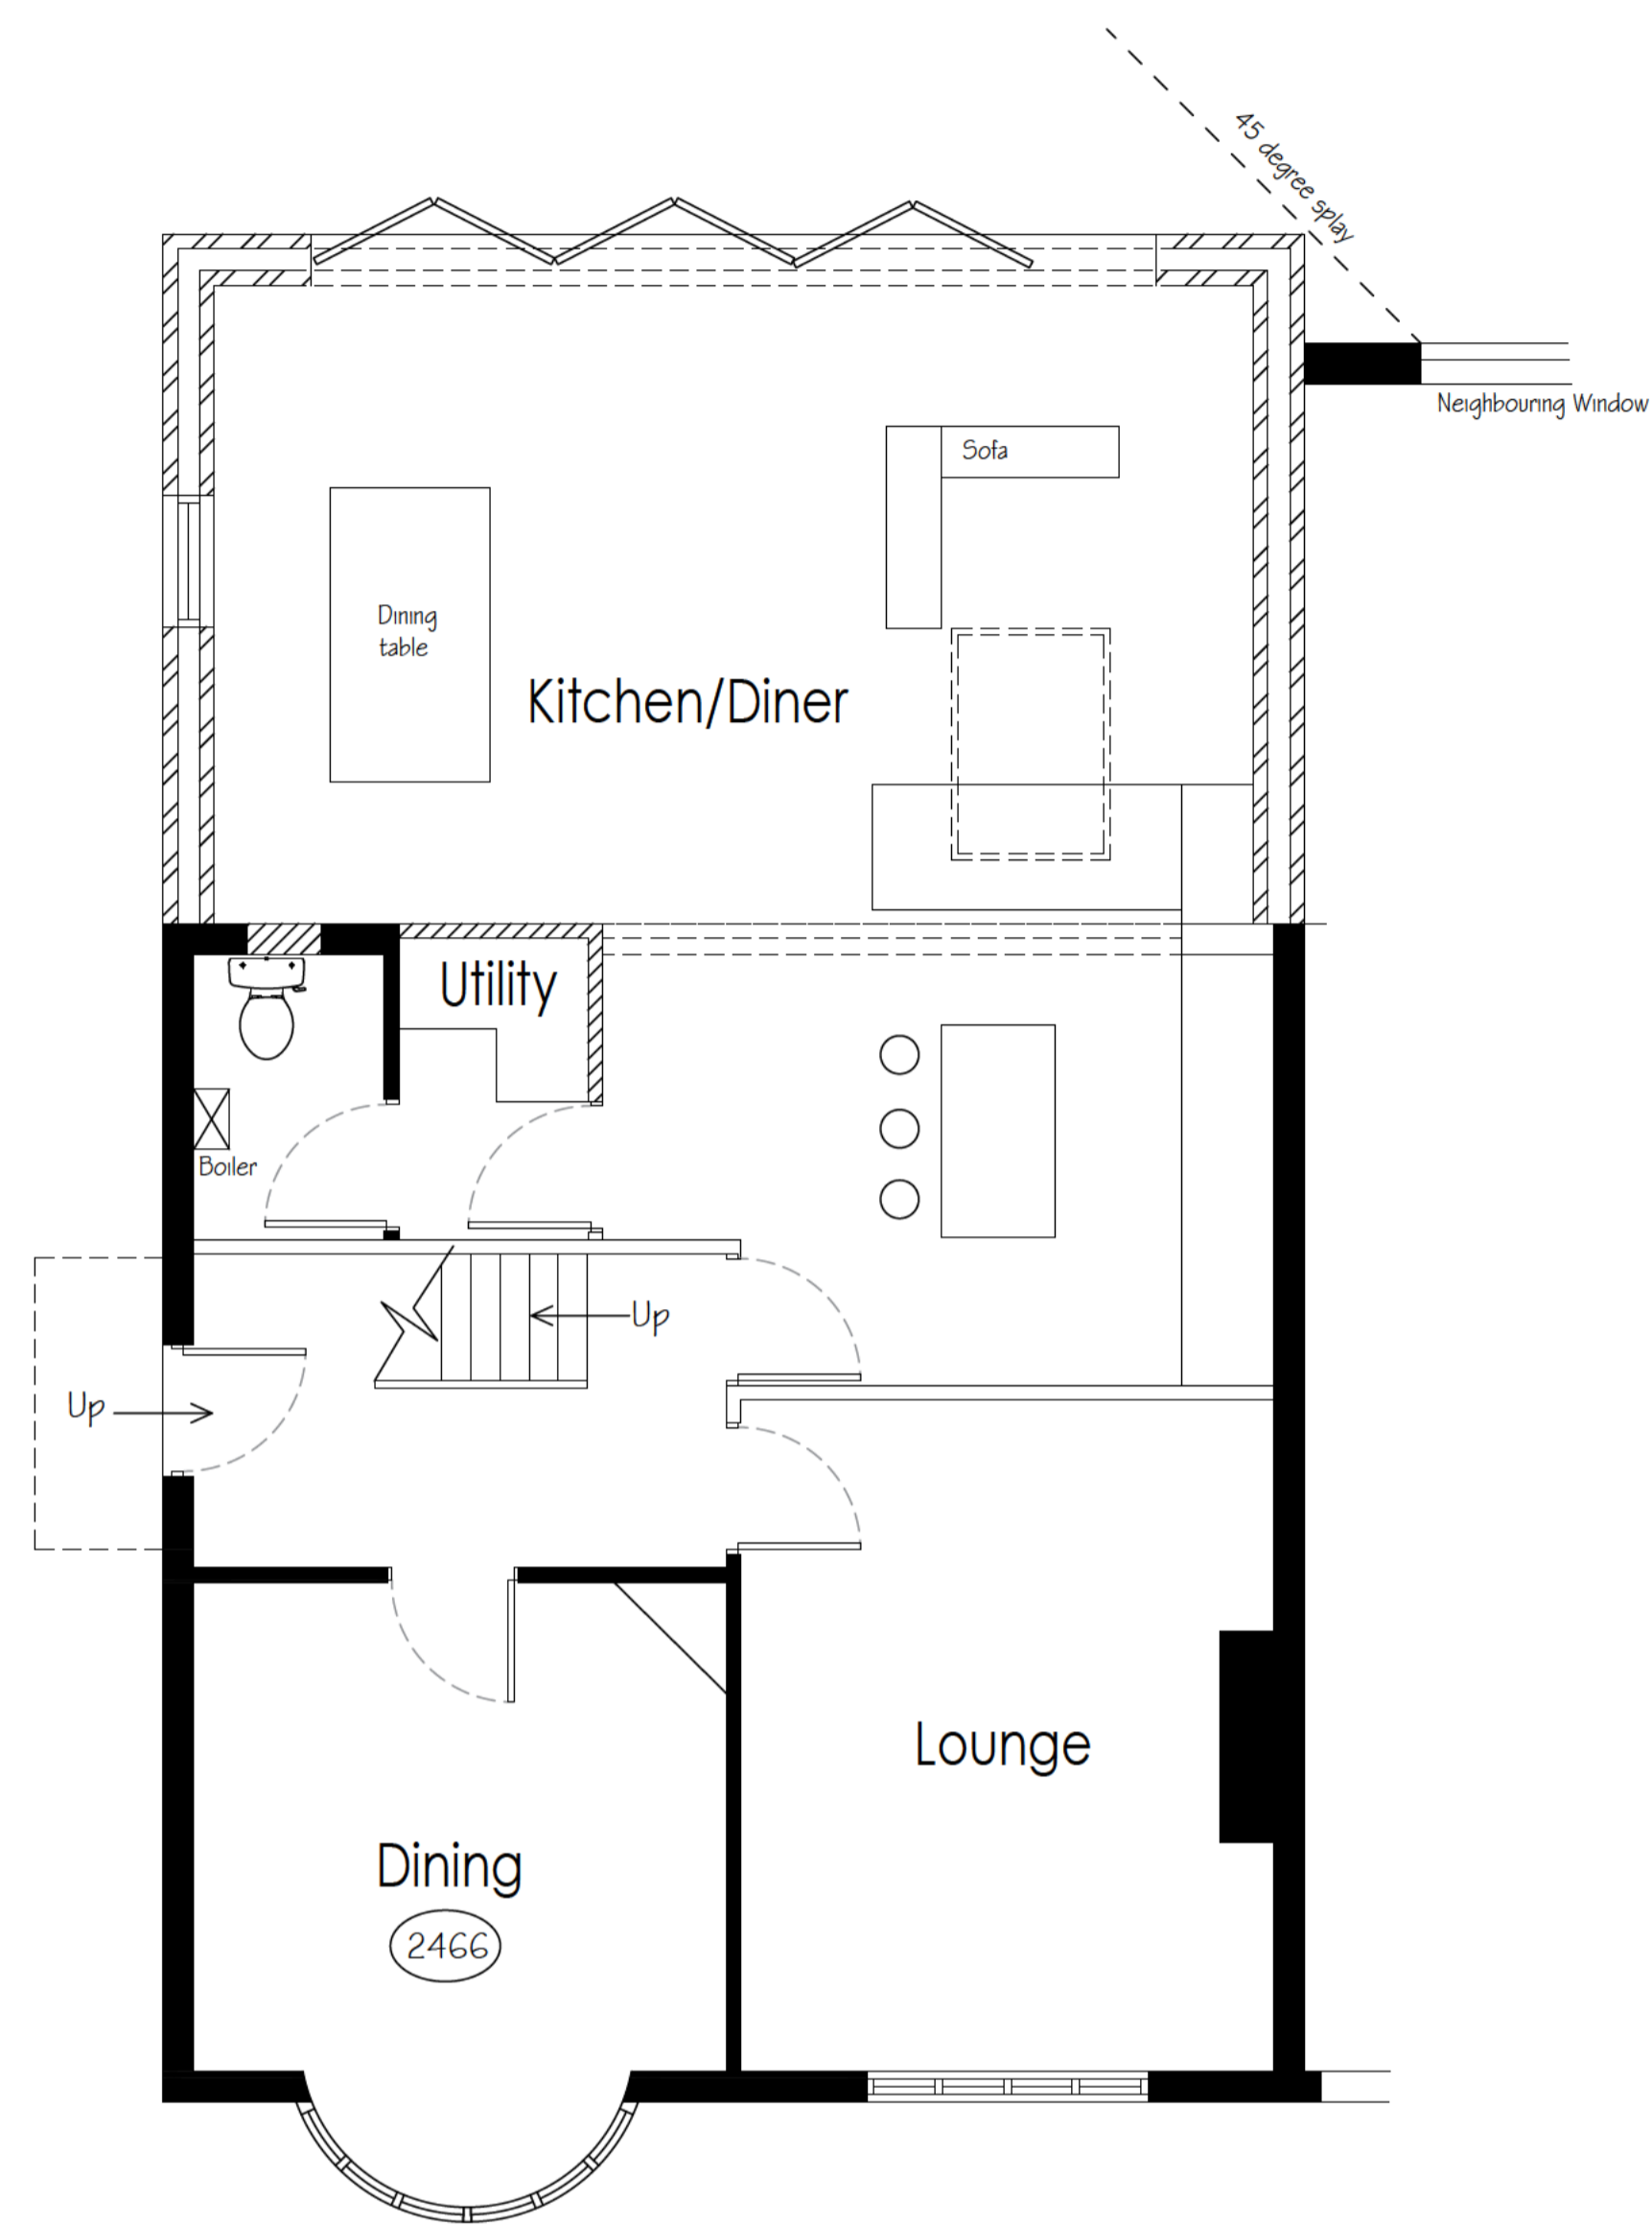 45 degree splay
Neighbouring Window
Sofa
Dining
table
Kitchen/Diner
Utility
Boiler
Up
Up
Lounge
Dining
2466